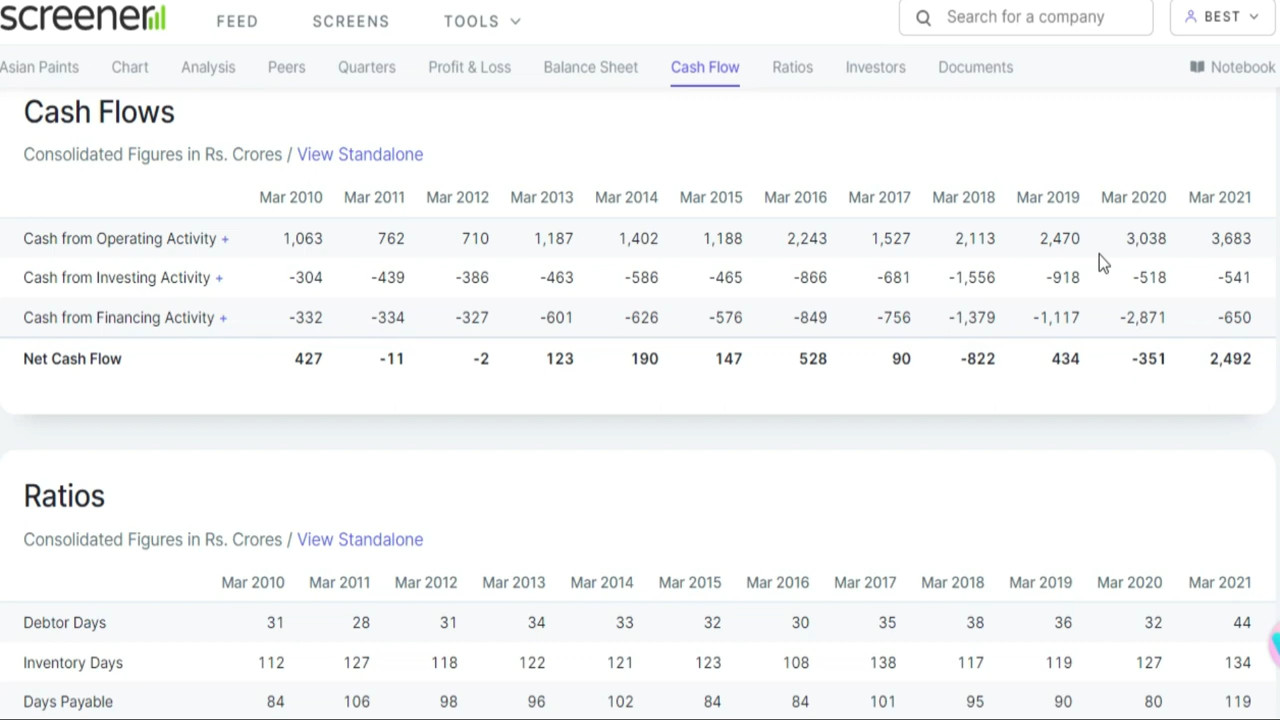 screener
FEED SCREENS TOOLS
Search for a company
BEST
Asian Paints Chart Analysis Peers Quarters Profit & Loss Balance Sheet Cash Flow Ratios Investors Documents Notebook
Cash Flows
Consolidated Figures in Rs. Crores / View Standalone
Mar 2010 Mar 2011 Mar 2012 Mar 2013 Mar 2014 Mar 2015 Mar 2016 Mar 2017 Mar 2018 Mar 2019 Mar 2020 Mar 2021
Cash from Operating Activity + 1,063 762 710 1,187 1,402 1,188 2,243 1,527 2,113 2,470 3,038 3,683
Cash from Investing Activity + -304 -439 -386 -463 -586 -465 -866 -681 -1,556 -918 -518 -541
Cash from Financing Activity + -332 -334 -327 -601 -626 -576 -849 -756 -1,379 -1,117 -2,871 -650
Net Cash Flow 427 -11 -2 123 190 147 528 90 -822 434 -351 2,492
Ratios
Consolidated Figures in Rs. Crores / View Standalone
Mar 2010 Mar 2011 Mar 2012 Mar 2013 Mar 2014 Mar 2015 Mar 2016 Mar 2017 Mar 2018 Mar 2019 Mar 2020 Mar 2021
Debtor Days 31 28 31 34 33 32 30 35 38 36 32 44
Inventory Days 112 127 118 122 121 123 108 138 117 119 127 134
Days Payable 84 106 98 96 102 84 84 101 95 90 80 119